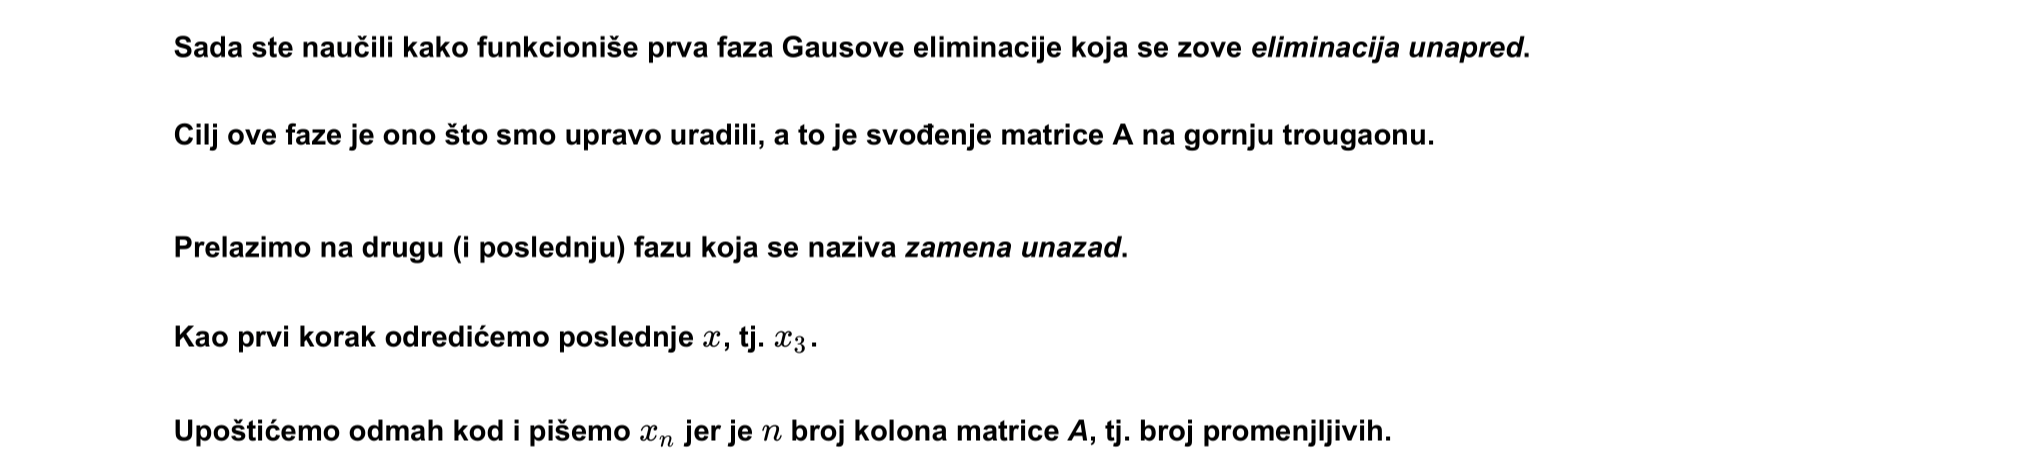 Sada ste naučili kako funkcioniše prva faza Gausove eliminacije koja se zove eliminacija unapred.
Cilj ove faze je ono što smo upravo uradili, a to je svođenje matrice A na gornju trougaonu.
Prelazimo na drugu (i poslednju) fazu koja se naziva zamena unazad.
Kao prvi korak odredićemo poslednje x, tj. x₃.
Upoštićemo odmah kod i pišemo xₙ jer je n broj kolona matrice A, tj. broj promenjljivih.